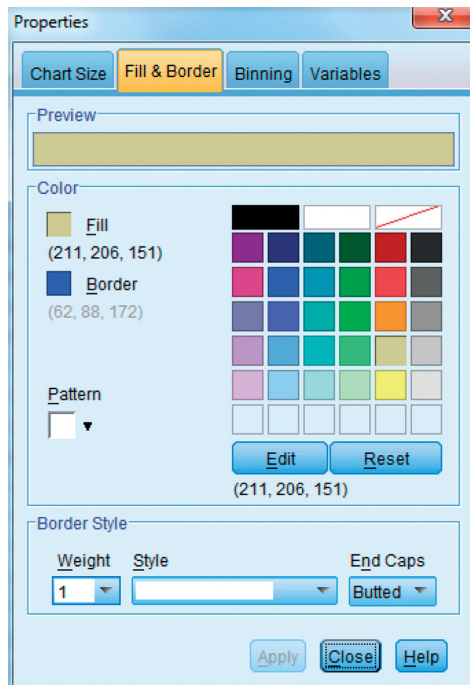 Properties
x
Chart Size Fill & Border Binning Variables
Preview
Color
Fill
(211, 206, 151)
Border
(62, 88, 172)
Pattern
Edit Reset
(211, 206, 151)
Border Style
Weight Style End Caps
1 Butted
Apply Close Help